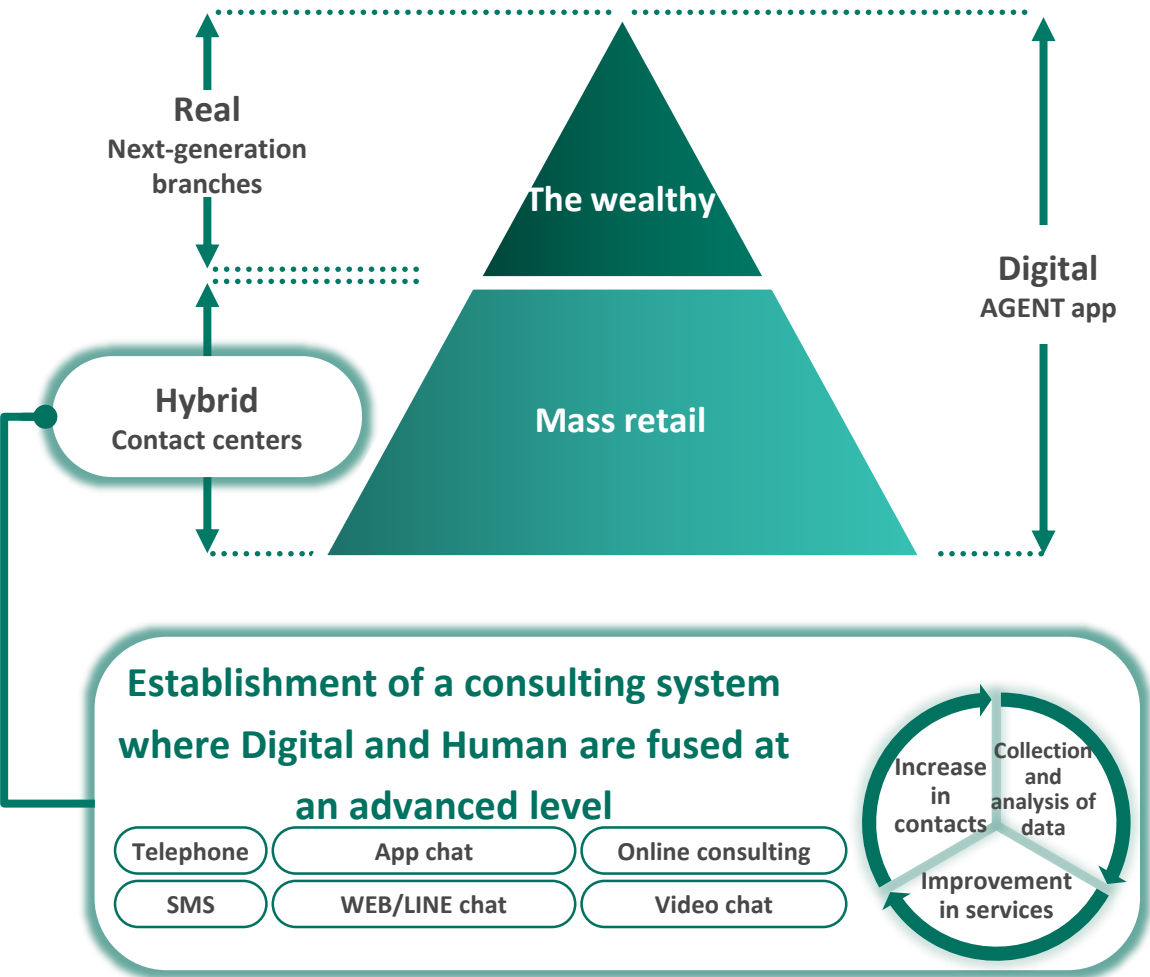 Real
Next-generation
branches
The wealthy
Digital
AGENT app
Hybrid
Contact centers
Mass retail
Establishment of a consulting system
where Digital and Human are fused at
an advanced level
Telephone
App chat
Online consulting
SMS
WEB/LINE chat
Video chat
Increase
in
contacts
Collection
and
analysis of
data
Improvement
in services